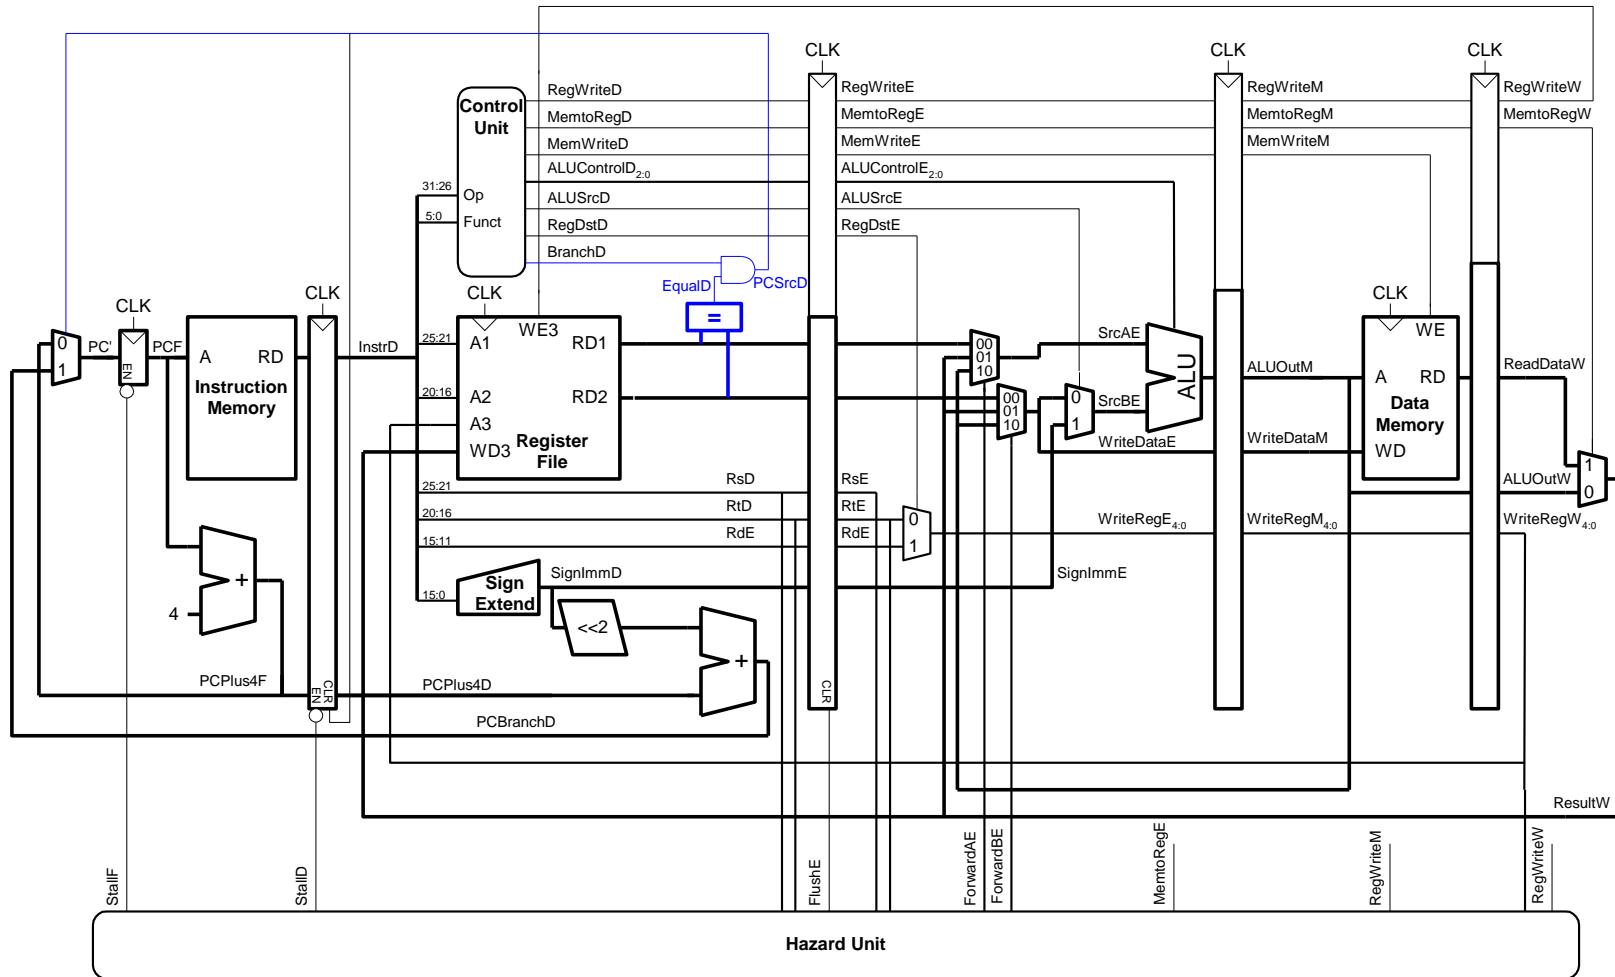 CLK CLK CLK
RegWriteD RegWriteE RegWriteM RegWriteW
Control Unit
MemtoRegD MemtoRegE MemtoRegM MemtoRegW
MemWriteD MemWriteE MemWriteM
ALUControlD2:0 ALUControlE2:0
31:26 Op ALUSrcD ALUSrcE
5:0 Funct RegDstD RegDstE
BranchD
EqualD PCSrcD
CLK CLK CLK CLK
WE3 WE
0 PC' PCF A RD InstrD 25:21 A1 RD1 = 00 01 10 SrcAE
1 EN
Instruction Memory
20:16 A2 RD2 00 01 10 0 1 SrcBE ALU ALUOutM A RD ReadDataW
A3
Data Memory
Register File
WD3 WriteDataE WriteDataM WD
1 0
25:21 RsD RsE ALUOutW
20:16 RtD RtE 0 WriteRegE4:0 WriteRegM4:0 WriteRegW4:0
15:11 RdE RdE 1
SignImmD SignImmE
15:0 Sign Extend
+
4
<<2
+
PCPlus4F EN CLR PCPlus4D CLR
PCBranchD
ResultW
StallF StallD FlushE ForwardAE ForwardBE MemtoRegE RegWriteM RegWriteW
Hazard Unit